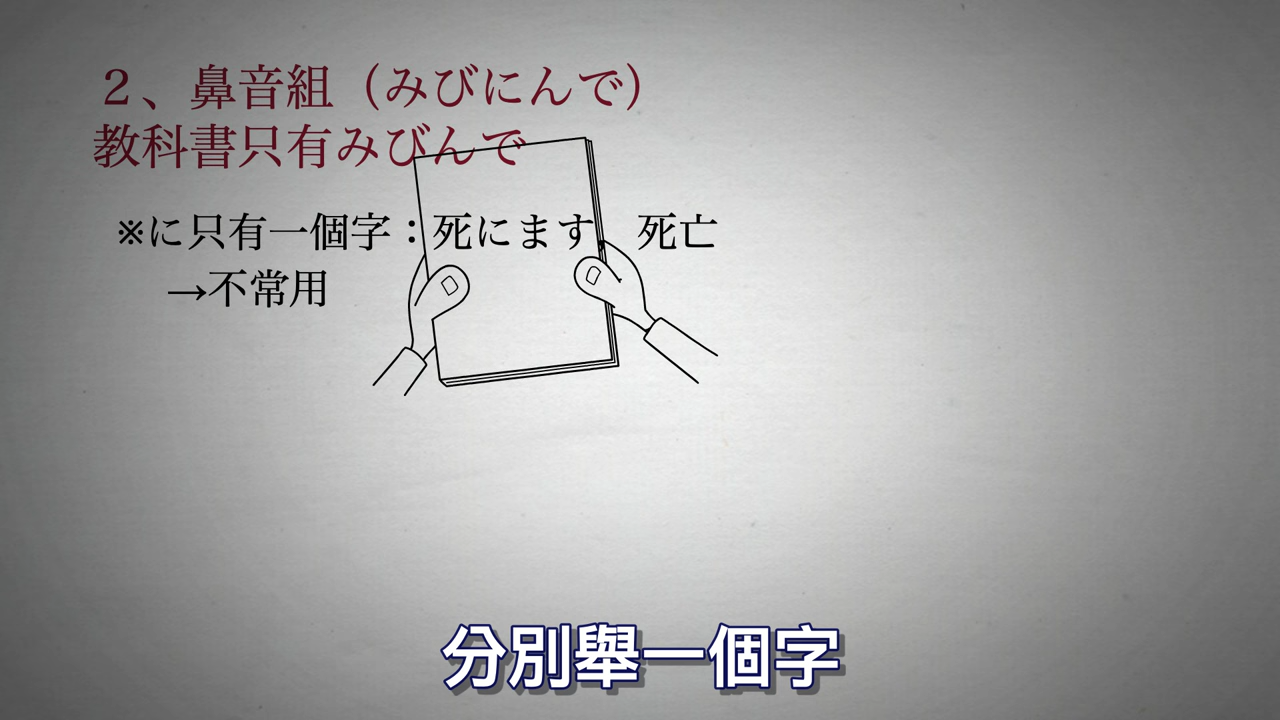 ２、鼻音組（みびにんで）
教科書只有みびんで
※に只有一個字：死にます　死亡
→不常用
分別舉一個字